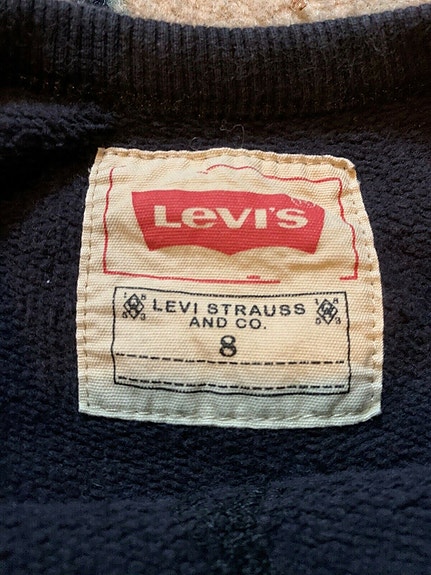 Levi's
LEVI STRAUSS
AND CO.
8